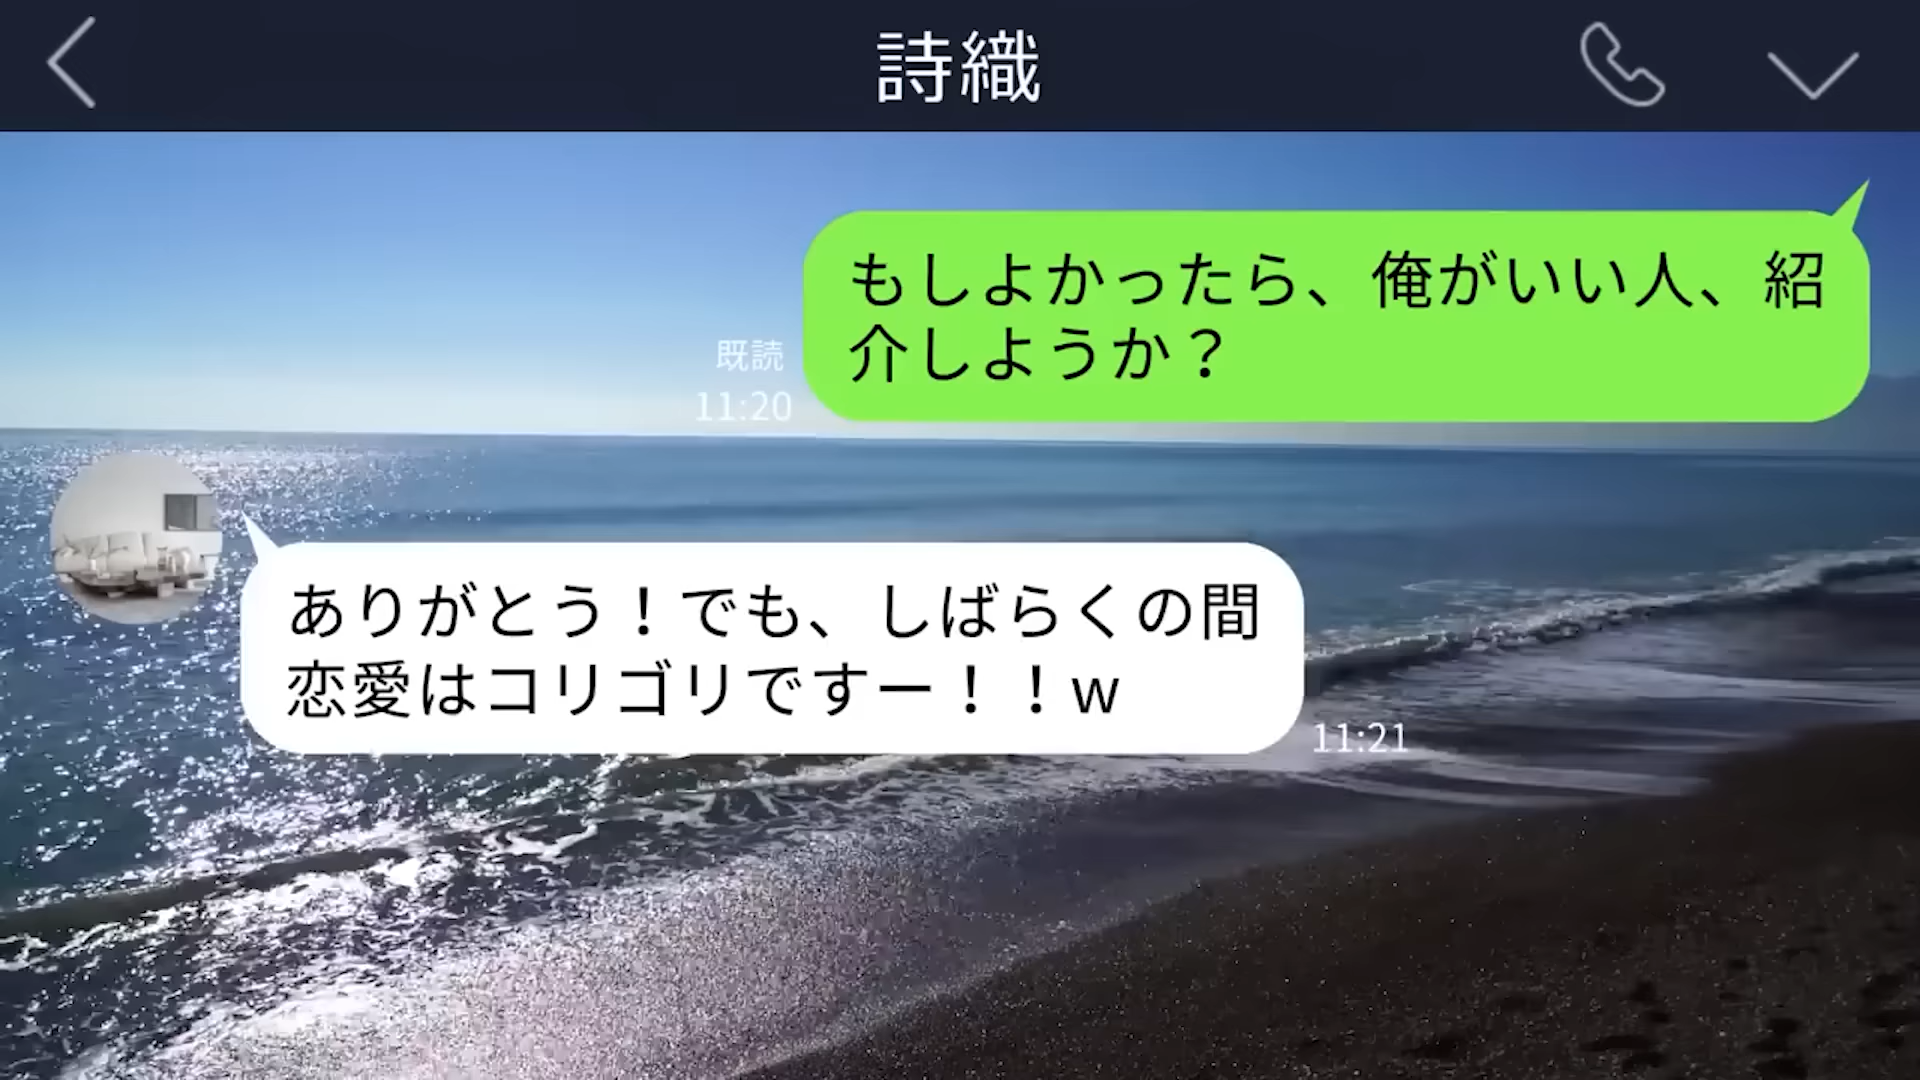 詩織
もしよかったら、俺がいい人、紹
介しようか？
既読
11:20
ありがとう！でも、しばらくの間
恋愛はコリゴリですー！！w
11:21